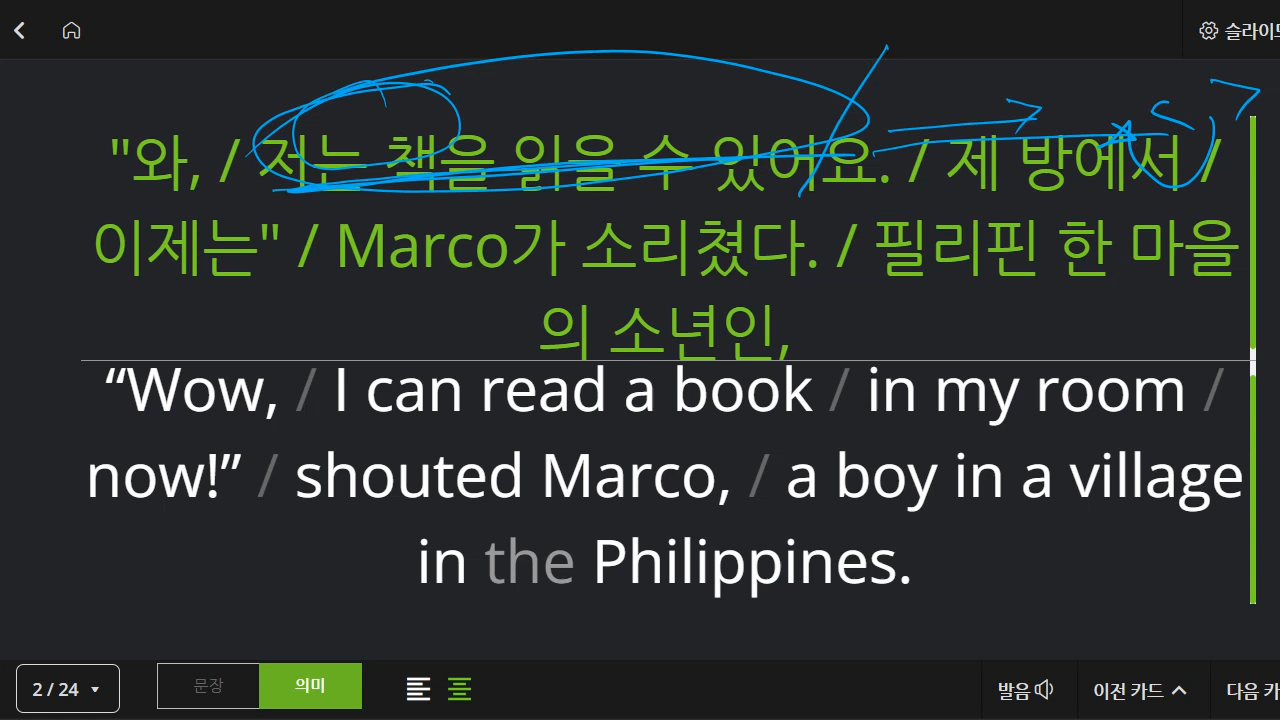 슬라이드
"와, / 저는 책을 읽을 수 있어요. / 제 방에서 /
이제는" / Marco가 소리쳤다. / 필리핀 한 마을
의 소년인,
“Wow, / I can read a book / in my room /
now!” / shouted Marco, / a boy in a village
in the Philippines.
2 / 24 문장 의미 발음 이전 카드 다음 카